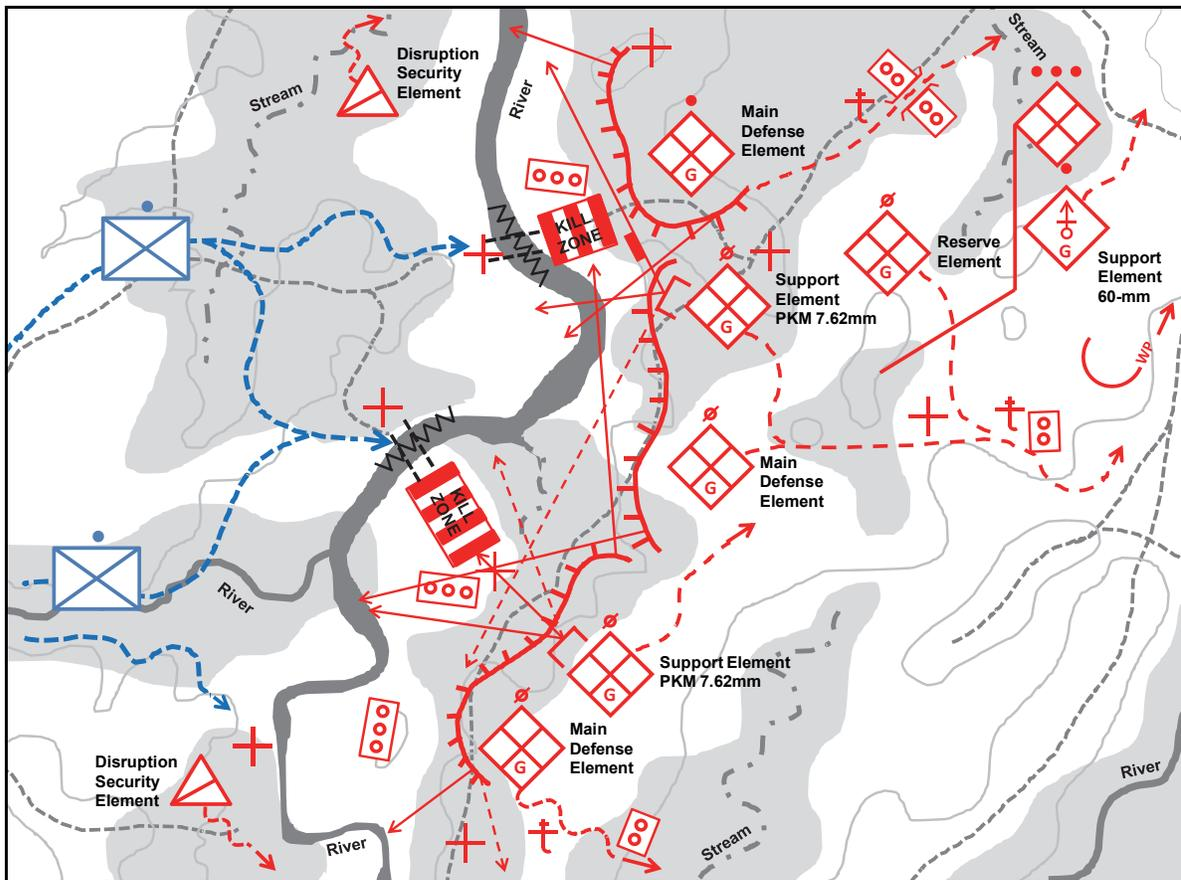 Disruption
Security
Element
Stream
River
Stream
Main
Defense
Element
G
KILL
ZONE
G
Reserve
Element
G
Support
Element
60-mm
G
Support
Element
PKM 7.62mm
WP
G
Main
Defense
Element
KILL
ZONE
River
G
Support Element
PKM 7.62mm
G
Main
Defense
Element
Disruption
Security
Element
River
Stream
River